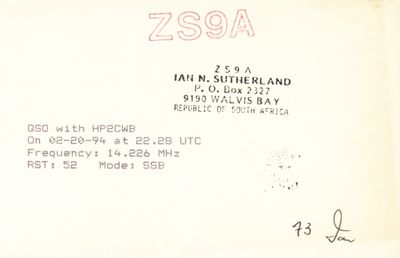 ZS9A
ZS9A
IAN N. SUTHERLAND
P. O. Box 2327
9190 WALVIS BAY
REPUBLIC OF SOUTH AFRICA
QSO with HP2CWB
On 02-20-94 at 22.28 UTC
Frequency: 14.226 MHz
RST: 52 Mode: SSB
73 Ian